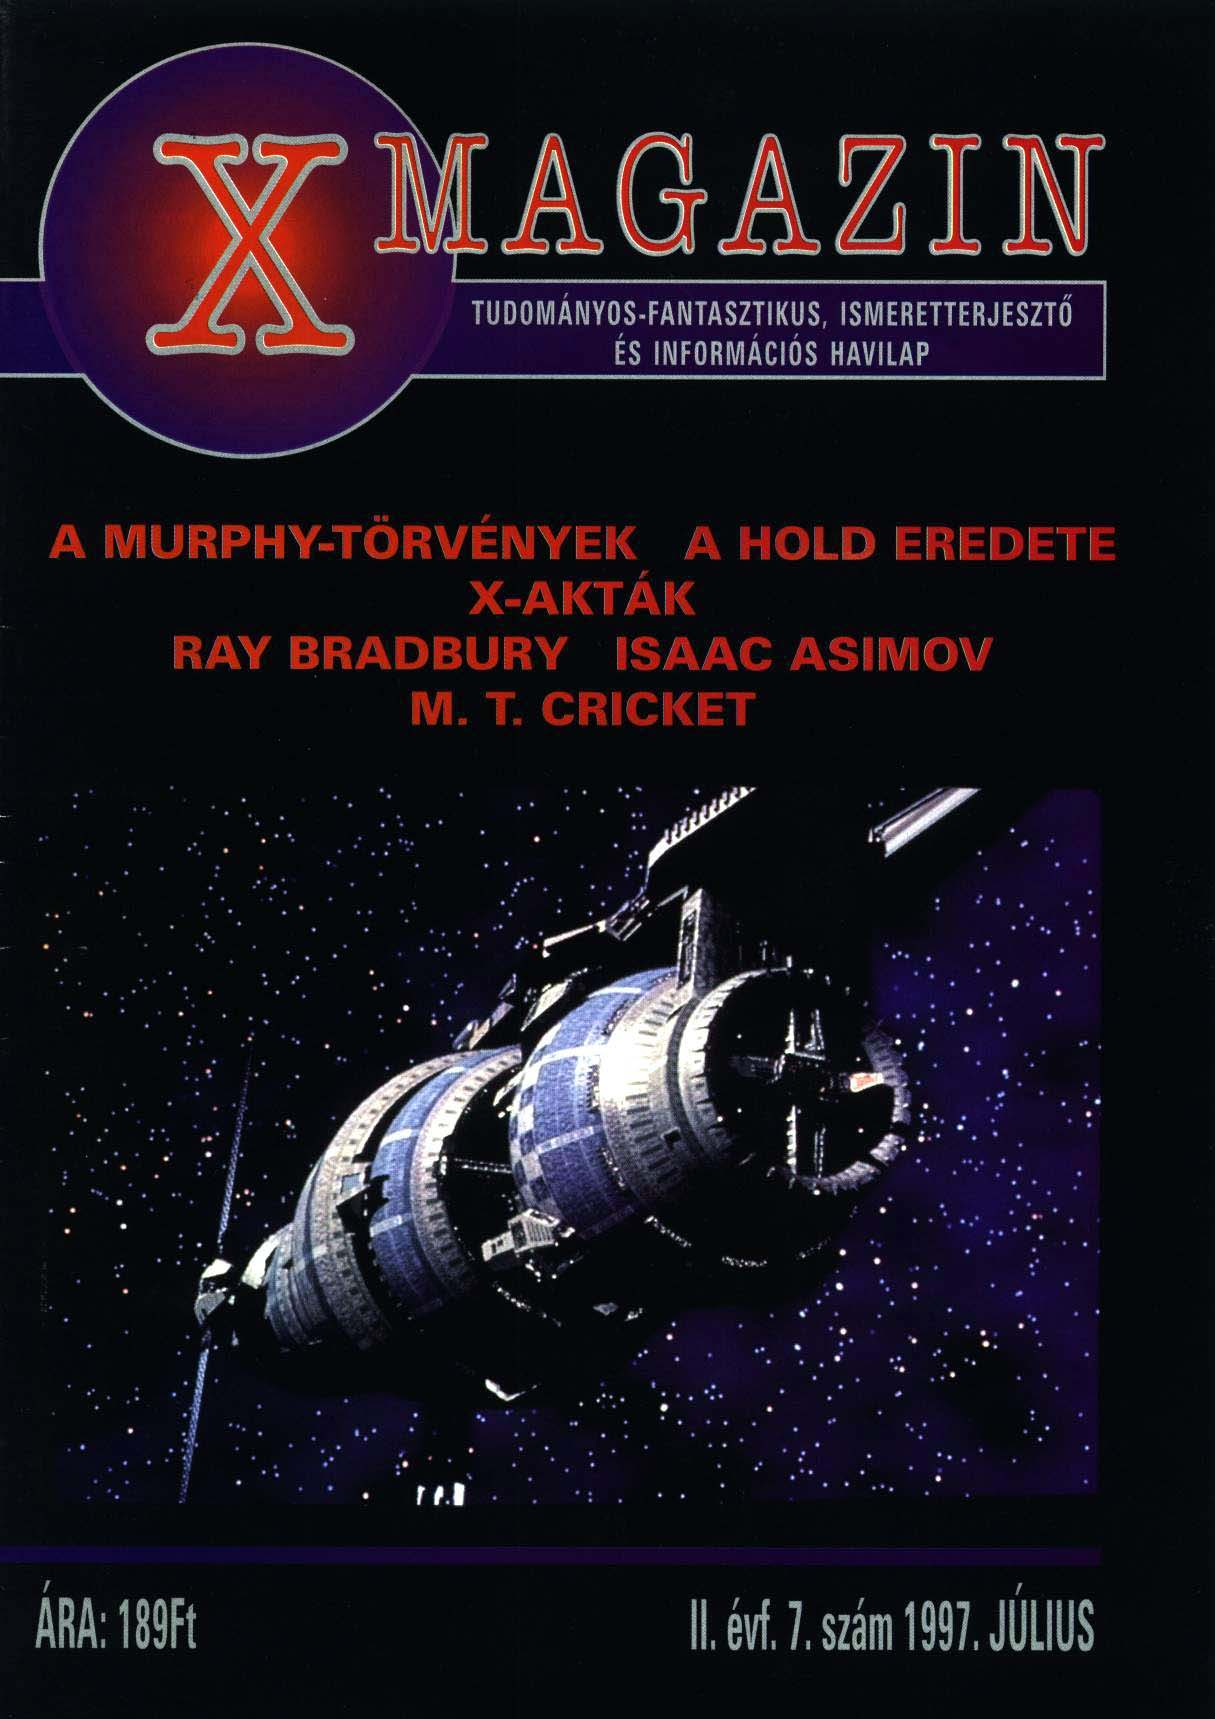 X MAGAZIN
TUDOMÁNYOS-FANTASZTIKUS, ISMERETTERJESZTŐ
ÉS INFORMÁCIÓS HAVILAP
A MURPHY-TÖRVÉNYEK A HOLD EREDETE
X-AKTÁK
RAY BRADBURY ISAAC ASIMOV
M. T. CRICKET
ÁRA: 189Ft
II. évf. 7. szám 1997. JÚLIUS